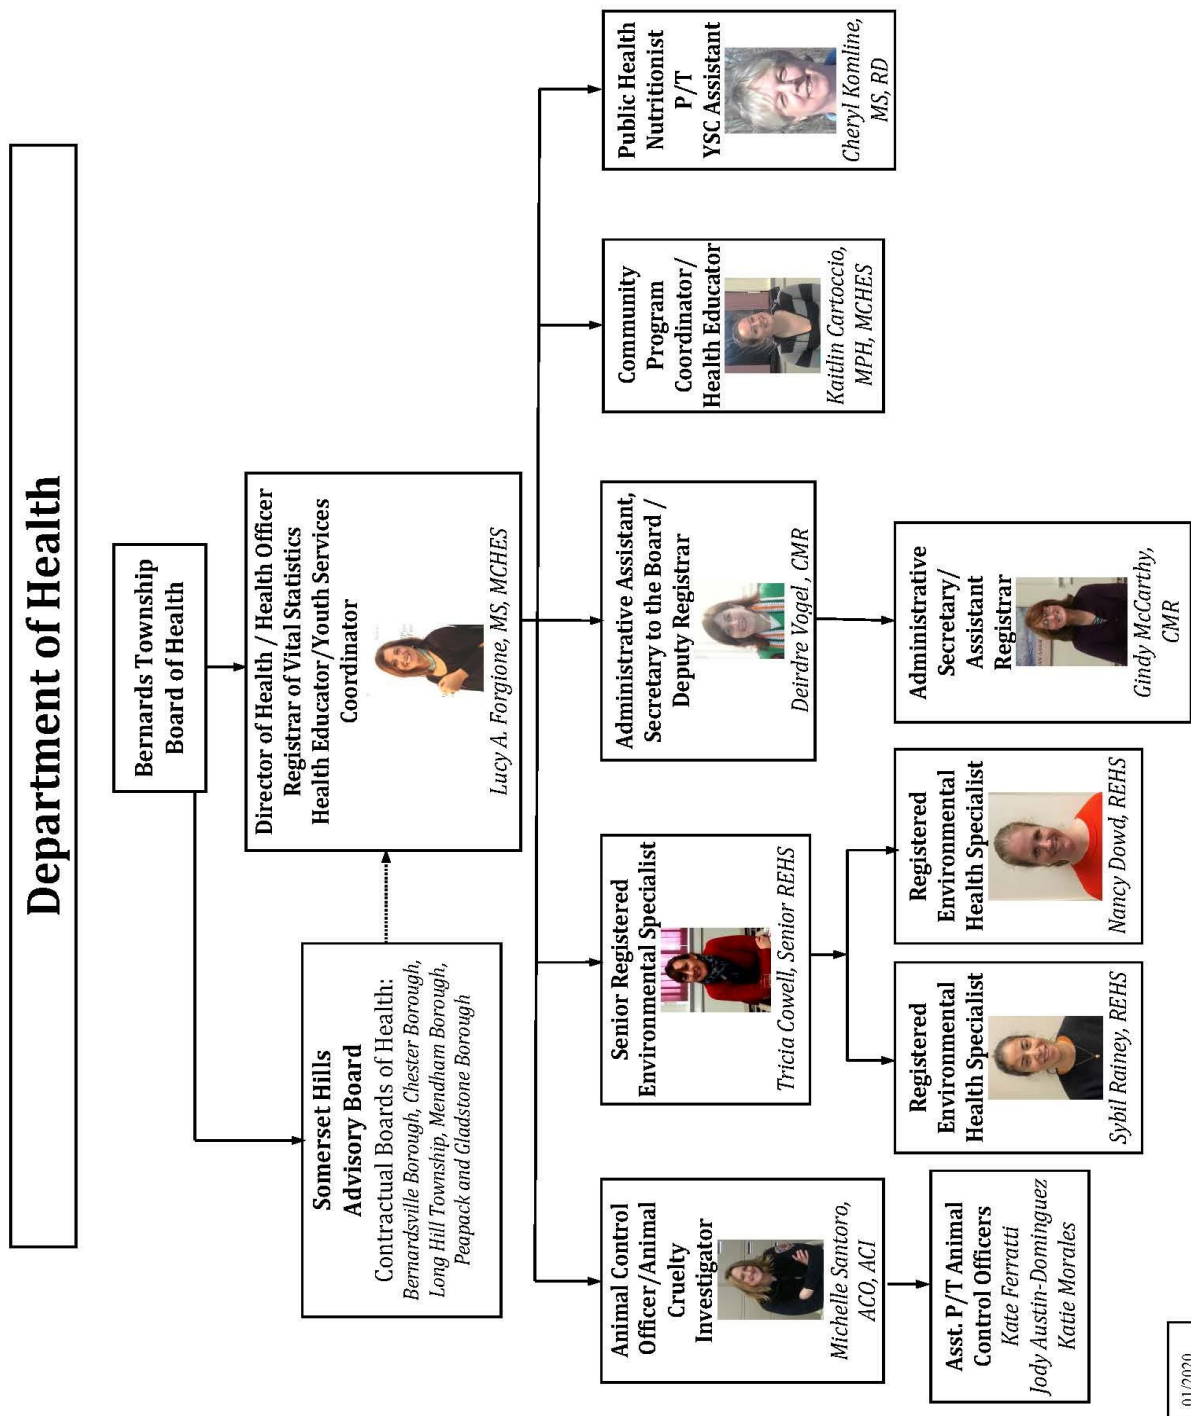 Department of Health
Bernards Township
Board of Health
Somerset Hills
Advisory Board
Contractual Boards of Health:
Bernardsville Borough, Chester Borough,
Long Hill Township, Mendham Borough,
Peapack and Gladstone Borough
Director of Health / Health Officer
Registrar of Vital Statistics
Health Educator/Youth Services
Coordinator
Lucy A. Forgione, MS, MCHES
Animal Control
Officer/Animal
Cruelty
Investigator
Michelle Santoro,
ACO, ACI
Senior Registered
Environmental Specialist
Tricia Cowell, Senior REHS
Administrative Assistant,
Secretary to the Board /
Deputy Registrar
Deirdre Vogel, CMR
Community
Program
Coordinator/
Health Educator
Kaitlin Cartoccio,
MPH, MCHES
Public Health
Nutritionist
P/T
YSC Assistant
Cheryl Komline,
MS, RD
Asst. P/T Animal
Control Officers
Kate Ferratti
Jody Austin-Dominguez
Katie Morales
Registered
Environmental
Health Specialist
Sybil Rainey, REHS
Registered
Environmental
Health Specialist
Nancy Dowd, REHS
Administrative
Secretary/
Assistant
Registrar
Gindy McCarthy,
CMR
01/2020